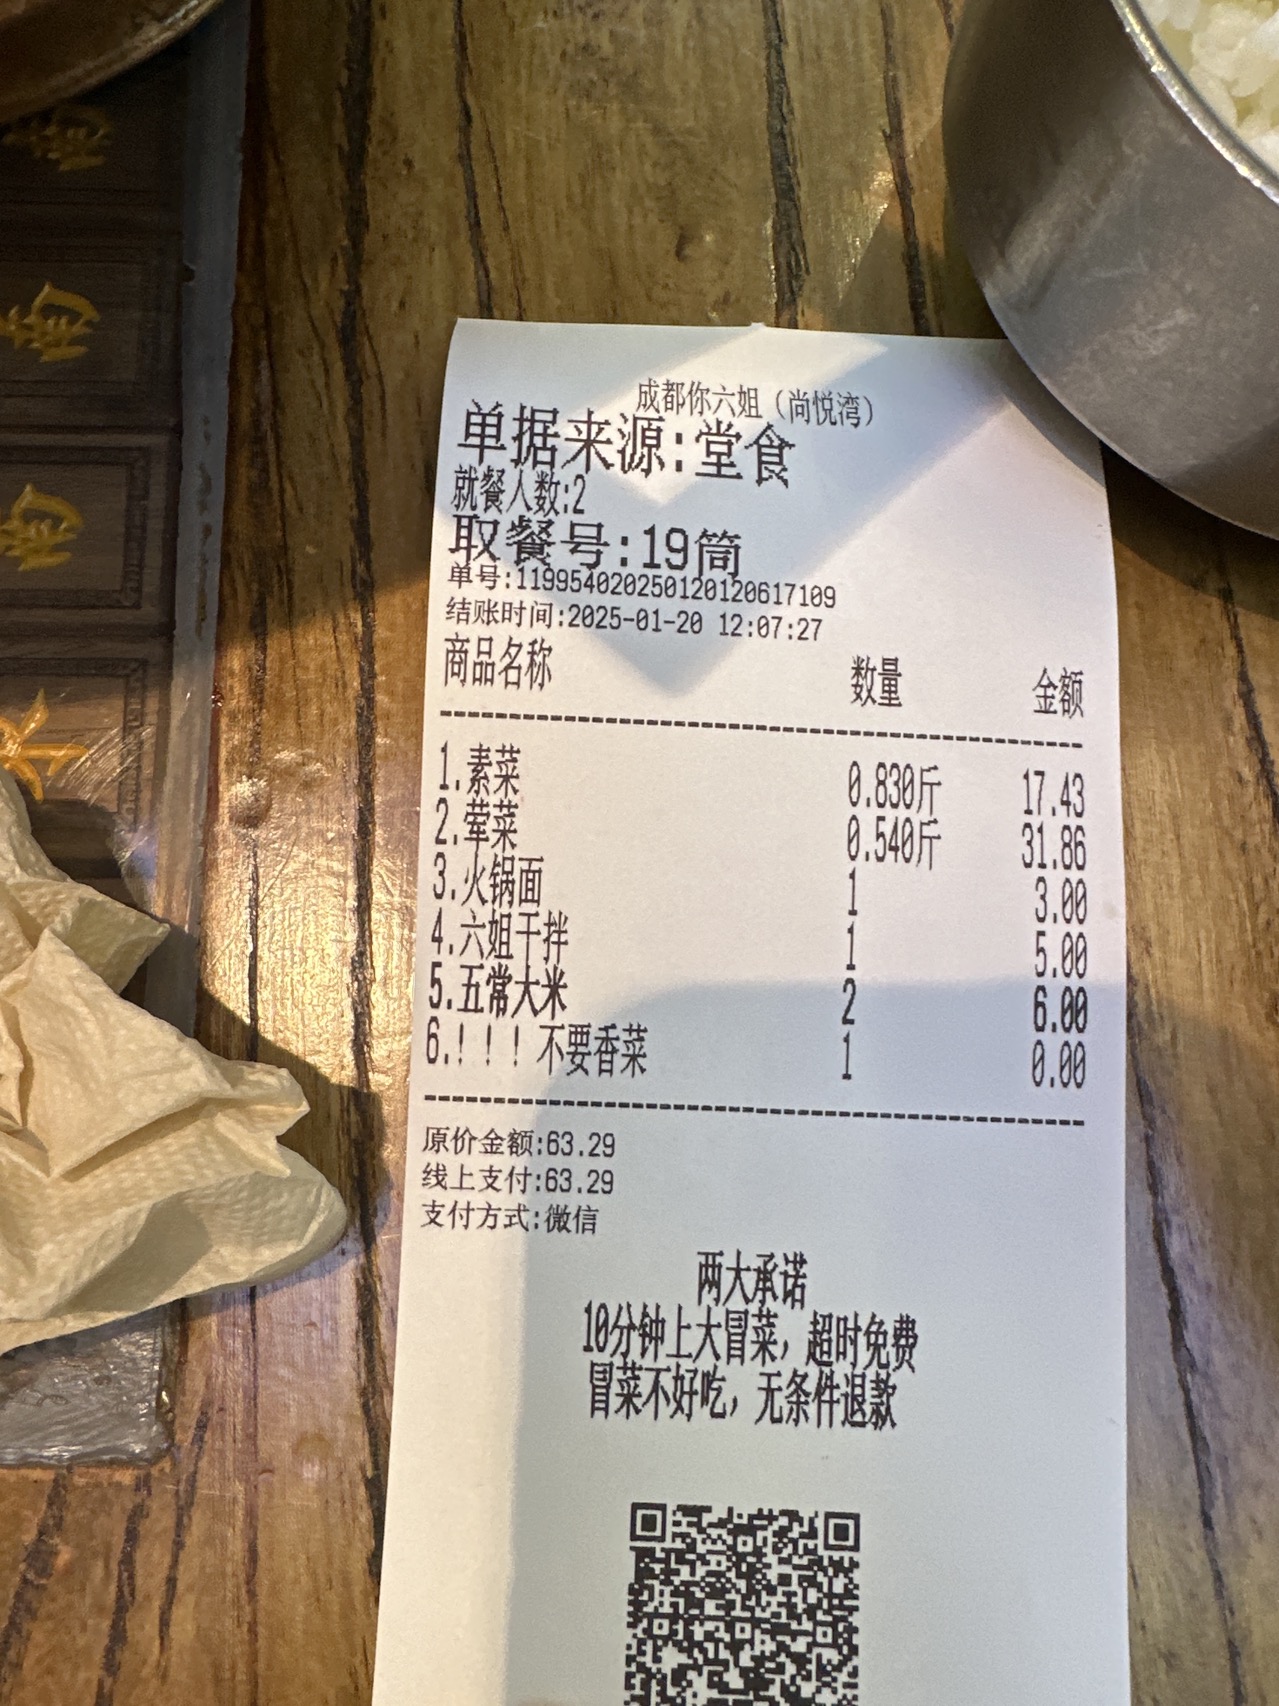 成都你六姐（尚悦湾）
单据来源:堂食
就餐人数:2
取餐号:19筒
单号:119954020250120120617109
结账时间:2025-01-20 12:07:27
商品名称 数量 金额
1.素菜 0.830斤 17.43
2.荤菜 0.540斤 31.86
3.火锅面 1 3.00
4.六姐干拌 1 5.00
5.五常大米 2 6.00
6.！！！不要香菜 1 0.00
原价金额:63.29
线上支付:63.29
支付方式:微信
两大承诺
10分钟上大冒菜，超时免费
冒菜不好吃，无条件退款